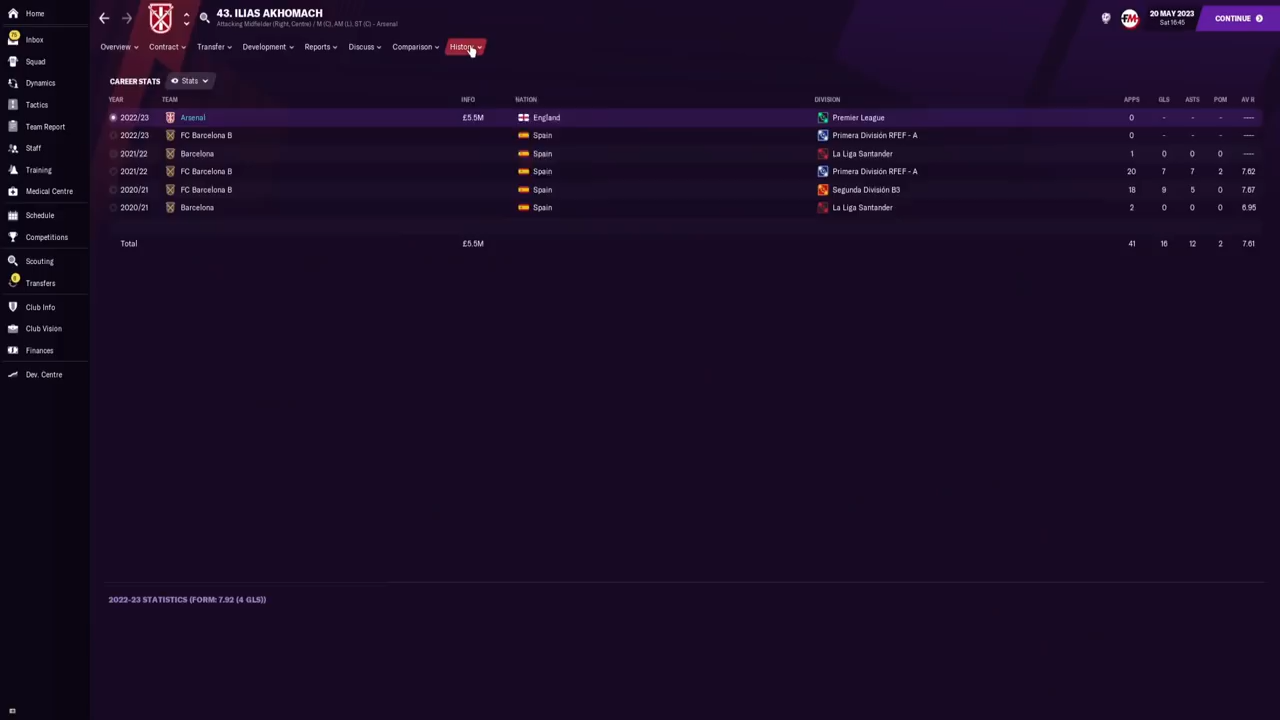 Home
Inbox
Squad
Dynamics
Tactics
Team Report
Staff
Training
Medical Centre
Schedule
Competitions
Scouting
Transfers
Club Info
Club Vision
Finances
Dev. Centre
43. ILIAS AKHOMACH
Attacking Midfielder (Right, Centre) / M (C), AM (L), ST (C) - Arsenal
FM
20 MAY 2023
Sat 16:45
CONTINUE
Overview Contract Transfer Development Reports Discuss Comparison History
CAREER STATS Stats
YEAR TEAM INFO NATION DIVISION APPS GLS ASTS POM AV R
2022/23 Arsenal £5.5M England Premier League 0 - - - ----
2022/23 FC Barcelona B Spain Primera División RFEF - A 0 - - - ----
2021/22 Barcelona Spain La Liga Santander 1 0 0 0 ----
2021/22 FC Barcelona B Spain Primera División RFEF - A 20 7 7 2 7.62
2020/21 FC Barcelona B Spain Segunda División B3 18 9 5 0 7.67
2020/21 Barcelona Spain La Liga Santander 2 0 0 0 6.95
Total £5.5M 41 16 12 2 7.61
2022-23 STATISTICS (FORM: 7.92 (4 GLS))